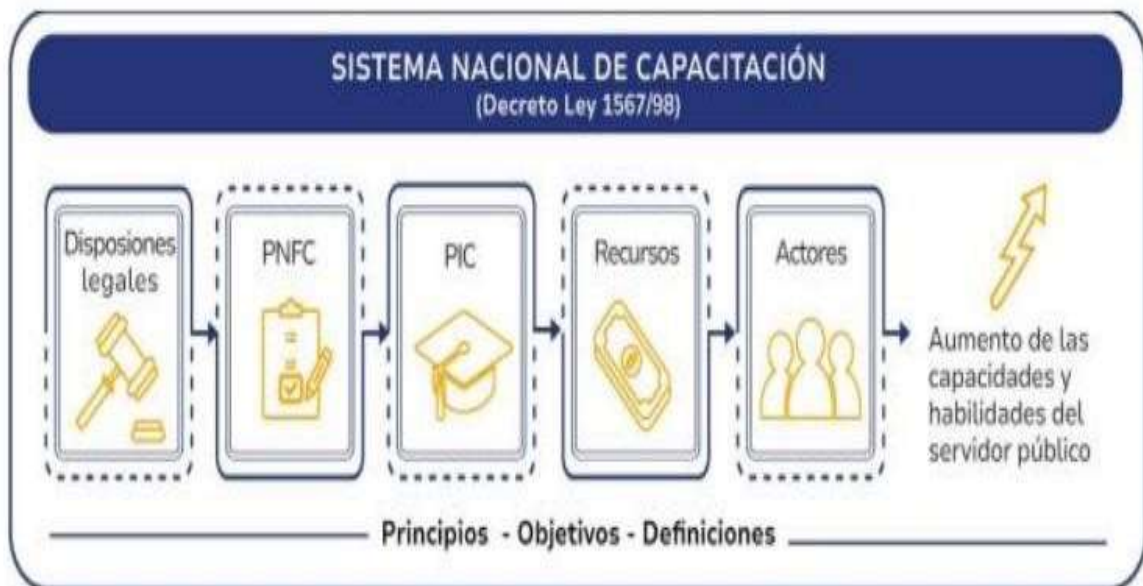 SISTEMA NACIONAL DE CAPACITACIÓN
(Decreto Ley 1567/98)
Disposiones
legales
PNFC
PIC
Recursos
Actores
Aumento de las
capacidades y
habilidades del
servidor público
Principios - Objetivos - Definiciones